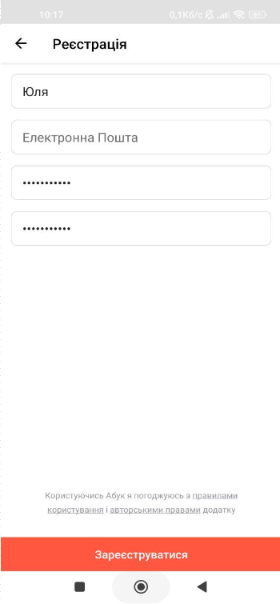 10:17 0,1Кб/с
Реєстрація
Юля
Електронна Пошта
•••••••••••
•••••••••••
Користуючись Абук я погоджуюсь з правилами
користування і авторськими правами додатку
Зареєструватися